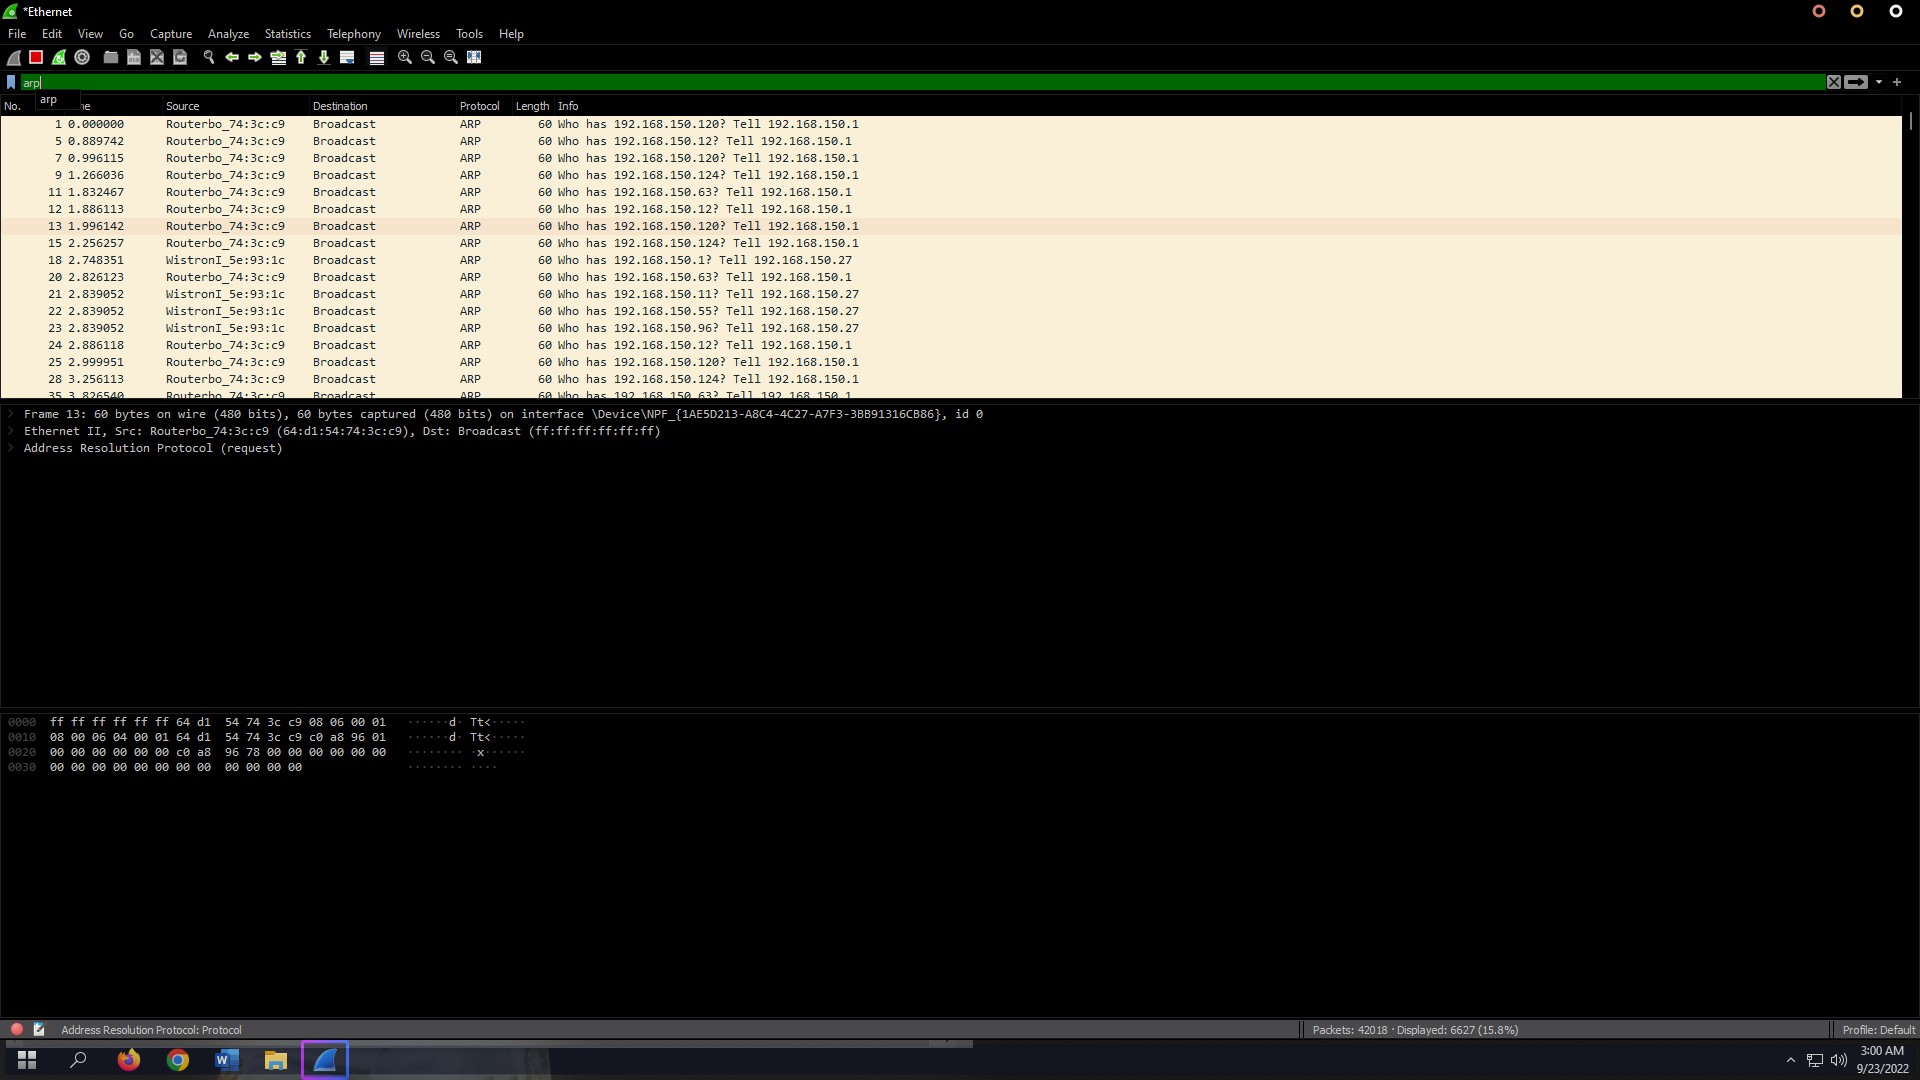 *Ethernet
File Edit View Go Capture Analyze Statistics Telephony Wireless Tools Help
arp
arp
No. Source Destination Protocol Length Info
1 0.000000 Routerbo_74:3c:c9 Broadcast ARP 60 Who has 192.168.150.120? Tell 192.168.150.1
5 0.889742 Routerbo_74:3c:c9 Broadcast ARP 60 Who has 192.168.150.12? Tell 192.168.150.1
7 0.996115 Routerbo_74:3c:c9 Broadcast ARP 60 Who has 192.168.150.120? Tell 192.168.150.1
9 1.266036 Routerbo_74:3c:c9 Broadcast ARP 60 Who has 192.168.150.124? Tell 192.168.150.1
11 1.832467 Routerbo_74:3c:c9 Broadcast ARP 60 Who has 192.168.150.63? Tell 192.168.150.1
12 1.886113 Routerbo_74:3c:c9 Broadcast ARP 60 Who has 192.168.150.12? Tell 192.168.150.1
13 1.996142 Routerbo_74:3c:c9 Broadcast ARP 60 Who has 192.168.150.120? Tell 192.168.150.1
15 2.256257 Routerbo_74:3c:c9 Broadcast ARP 60 Who has 192.168.150.124? Tell 192.168.150.1
18 2.748351 WistronI_5e:93:1c Broadcast ARP 60 Who has 192.168.150.1? Tell 192.168.150.27
20 2.826123 Routerbo_74:3c:c9 Broadcast ARP 60 Who has 192.168.150.63? Tell 192.168.150.1
21 2.839052 WistronI_5e:93:1c Broadcast ARP 60 Who has 192.168.150.11? Tell 192.168.150.27
22 2.839052 WistronI_5e:93:1c Broadcast ARP 60 Who has 192.168.150.55? Tell 192.168.150.27
23 2.839052 WistronI_5e:93:1c Broadcast ARP 60 Who has 192.168.150.96? Tell 192.168.150.27
24 2.886118 Routerbo_74:3c:c9 Broadcast ARP 60 Who has 192.168.150.12? Tell 192.168.150.1
25 2.999951 Routerbo_74:3c:c9 Broadcast ARP 60 Who has 192.168.150.120? Tell 192.168.150.1
28 3.256113 Routerbo_74:3c:c9 Broadcast ARP 60 Who has 192.168.150.124? Tell 192.168.150.1
35 3.826540 Routerbo_74:3c:c9 Broadcast ARP 60 Who has 192.168.150.63? Tell 192.168.150.1
Frame 13: 60 bytes on wire (480 bits), 60 bytes captured (480 bits) on interface \Device\NPF_{1AE5D213-A8C4-4C27-A7F3-3BB91316CB86}, id 0
Ethernet II, Src: Routerbo_74:3c:c9 (64:d1:54:74:3c:c9), Dst: Broadcast (ff:ff:ff:ff:ff:ff)
Address Resolution Protocol (request)
0000 ff ff ff ff ff ff 64 d1 54 74 3c c9 08 06 00 01 ······d· Tt<·····
0010 08 00 06 04 00 01 64 d1 54 74 3c c9 c0 a8 96 01 ······d· Tt<·····
0020 00 00 00 00 00 00 c0 a8 96 78 00 00 00 00 00 00 ········ ·x······
0030 00 00 00 00 00 00 00 00 00 00 00 00 ········ ····
Address Resolution Protocol: Protocol
Packets: 42018 · Displayed: 6627 (15.8%)
Profile: Default
3:00 AM
9/23/2022